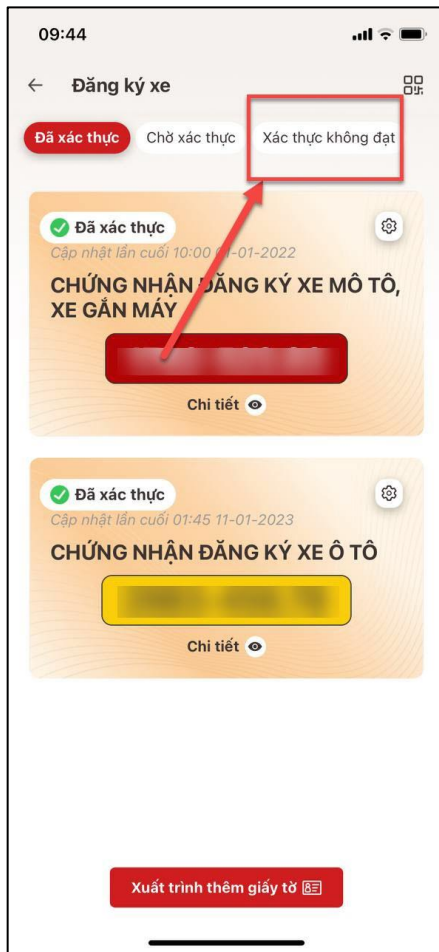 09:44
Đăng ký xe
Đã xác thực
Chờ xác thực
Xác thực không đạt
Đã xác thực
Cập nhật lần cuối 10:00 01-01-2022
CHỨNG NHẬN ĐĂNG KÝ XE MÔ TÔ,
XE GẮN MÁY
Chi tiết
Đã xác thực
Cập nhật lần cuối 01:45 11-01-2023
CHỨNG NHẬN ĐĂNG KÝ XE Ô TÔ
Chi tiết
Xuất trình thêm giấy tờ